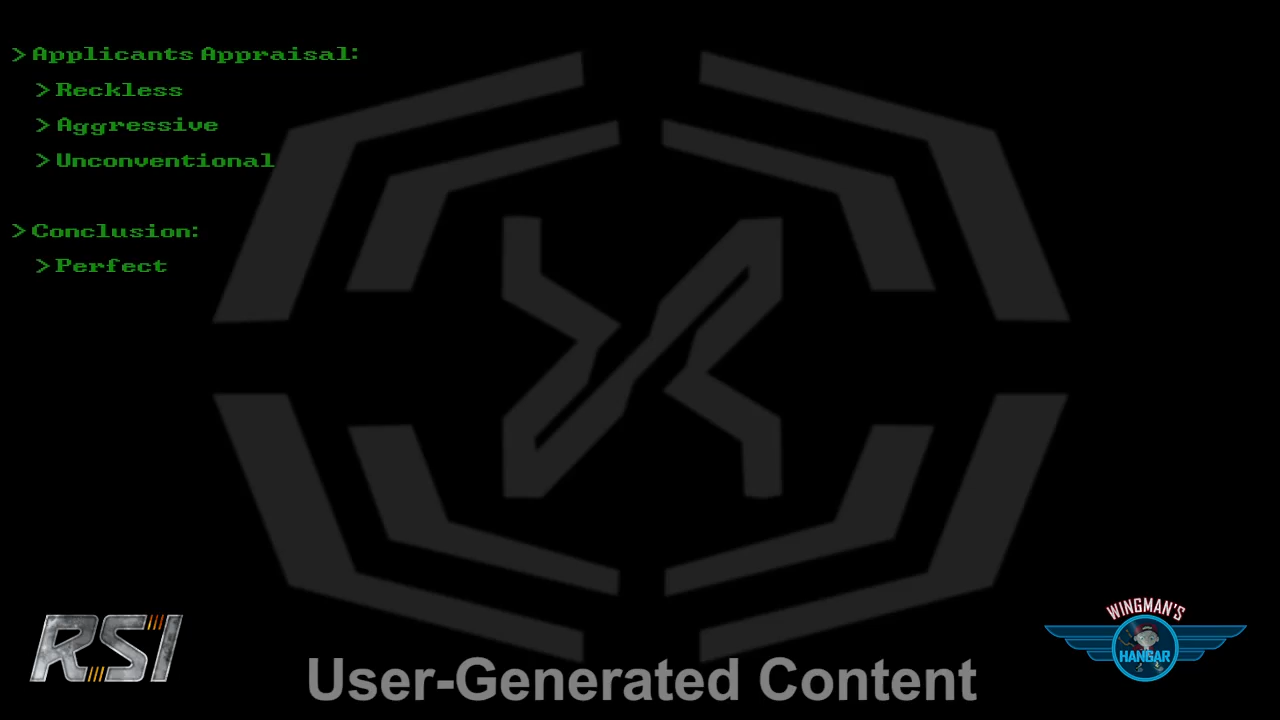 > Applicants Appraisal:
> Reckless
> Aggressive
> Unconventional
> Conclusion:
> Perfect
RSI
WINGMAN'S
HANGAR
User-Generated Content